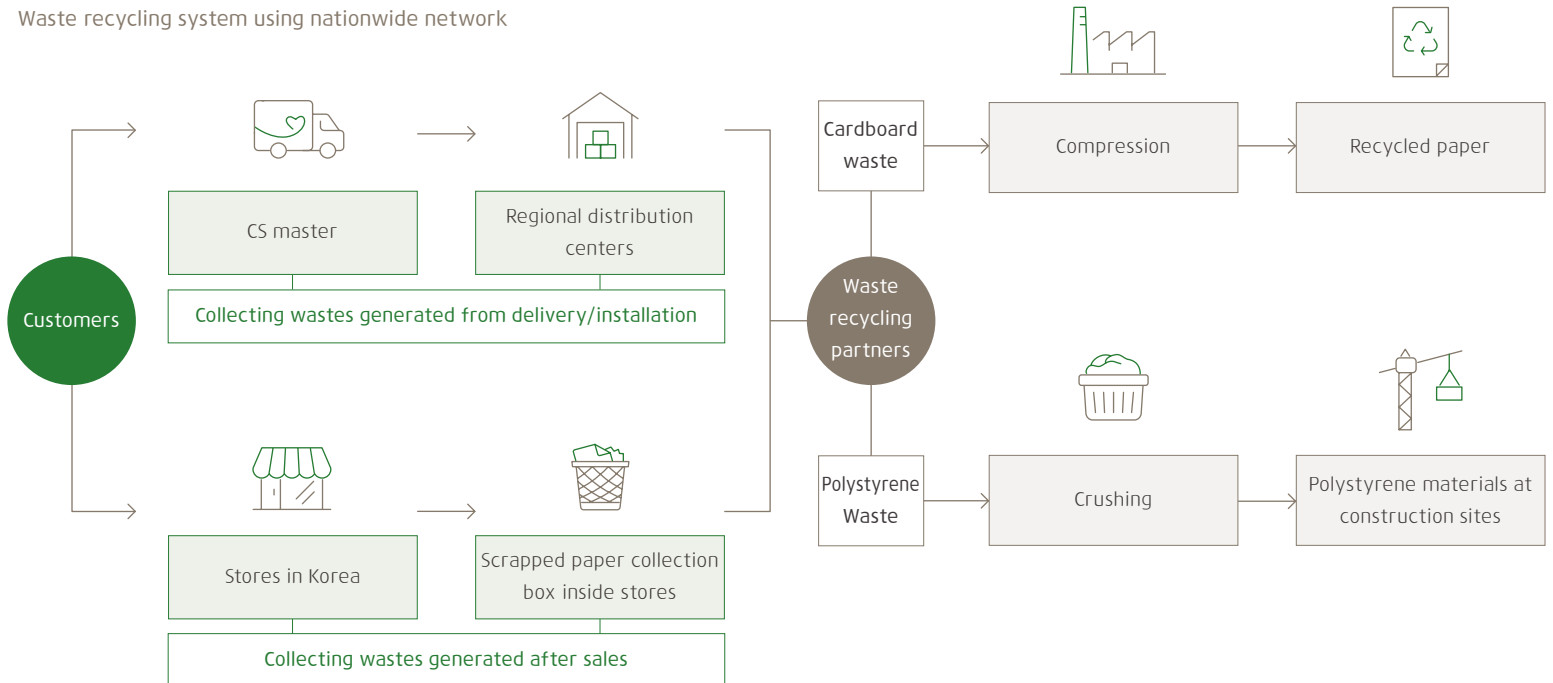 Waste recycling system using nationwide network
Customers
CS master
Regional distribution
centers
Collecting wastes generated from delivery/installation
Stores in Korea
Scrapped paper collection
box inside stores
Collecting wastes generated after sales
Waste
recycling
partners
Cardboard
waste
Compression
Recycled paper
Polystyrene
Waste
Crushing
Polystyrene materials at
construction sites